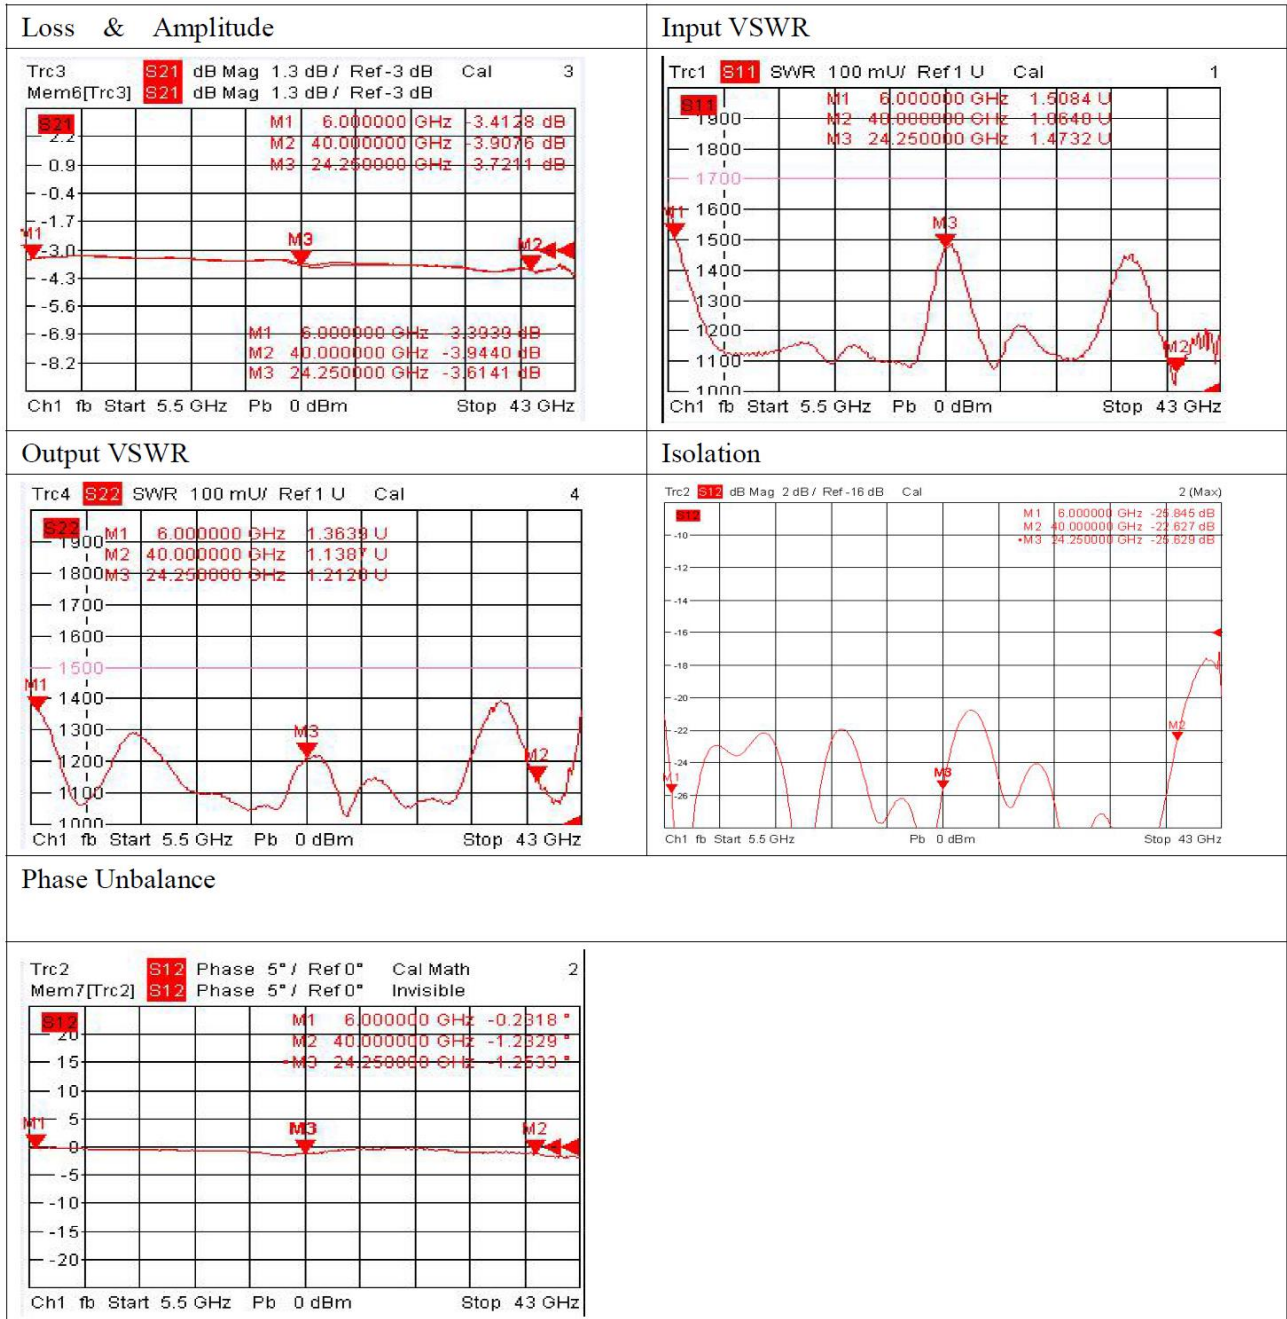 Loss & Amplitude
Trc3 S21 dB Mag 1.3 dB / Ref -3 dB Cal 3
Mem6[Trc3] S21 dB Mag 1.3 dB / Ref -3 dB
S21
M1 6.000000 GHz -3.4128 dB
M2 40.000000 GHz -3.9076 dB
M3 24.250000 GHz -3.7211 dB
2.2
0.9
-0.4
-1.7
-3.0
-4.3
-5.6
-6.9
-8.2
M1
M3
M2
M1 6.000000 GHz -3.3939 dB
M2 40.000000 GHz -3.9440 dB
M3 24.250000 GHz -3.6141 dB
Ch1 fb Start 5.5 GHz Pb 0 dBm Stop 43 GHz
Input VSWR
Trc1 S11 SWR 100 mU/ Ref 1 U Cal 1
S11
M1 6.000000 GHz 1.5084 U
M2 40.000000 GHz 1.0640 U
M3 24.250000 GHz 1.4732 U
1900
1800
1700
1600
1500
1400
1300
1200
1100
1000
M1
M3
M2
Ch1 fb Start 5.5 GHz Pb 0 dBm Stop 43 GHz
Output VSWR
Trc4 S22 SWR 100 mU/ Ref 1 U Cal 4
S22
M1 6.000000 GHz 1.3639 U
M2 40.000000 GHz 1.1387 U
M3 24.250000 GHz 1.2120 U
1900
1800
1700
1600
1500
1400
1300
1200
1100
1000
M1
M3
M2
Ch1 fb Start 5.5 GHz Pb 0 dBm Stop 43 GHz
Isolation
Trc2 S12 dB Mag 2 dB / Ref -16 dB Cal 2 (Max)
S12
M1 6.000000 GHz -25.845 dB
M2 40.000000 GHz -22.627 dB
•M3 24.250000 GHz -25.629 dB
-10
-12
-14
-16
-18
-20
-22
-24
-26
M1
M3
M2
Ch1 fb Start 5.5 GHz Pb 0 dBm Stop 43 GHz
Phase Unbalance
Trc2 S12 Phase 5° / Ref 0° Cal Math 2
Mem7[Trc2] S12 Phase 5° / Ref 0° Invisible
S12
M1 6.000000 GHz -0.2318 °
M2 40.000000 GHz -1.2329 °
•M3 24.250000 GHz -1.2533 °
20
15
10
5
0
-5
-10
-15
-20
M1
M3
M2
Ch1 fb Start 5.5 GHz Pb 0 dBm Stop 43 GHz